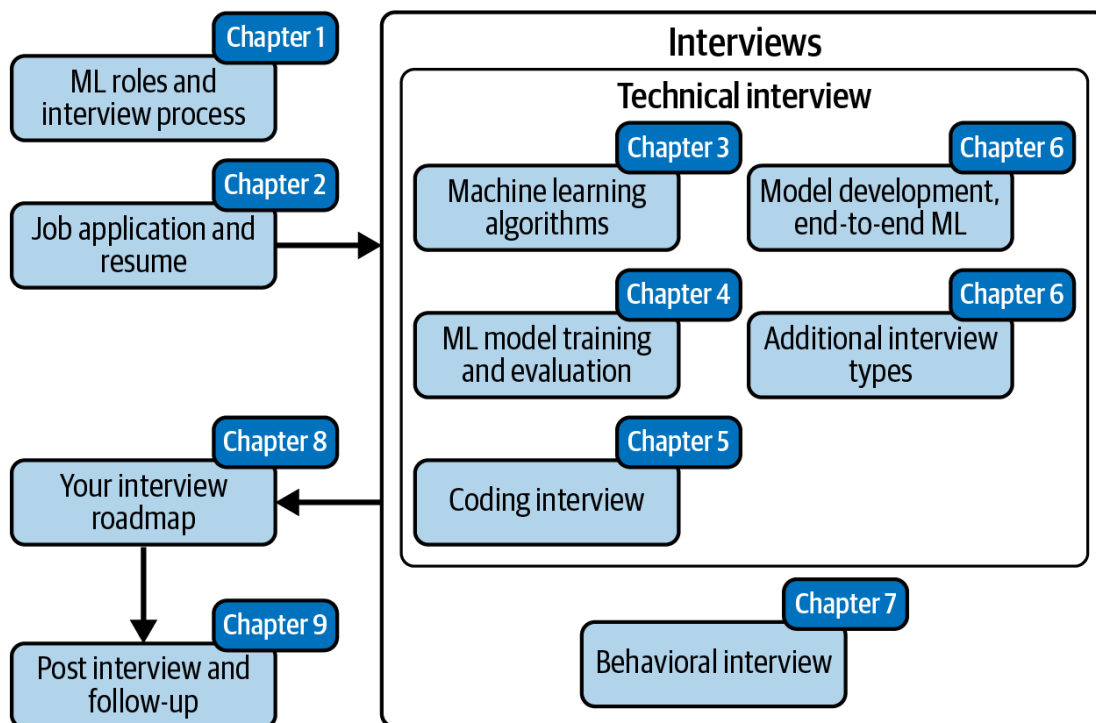 Chapter 1
ML roles and
interview process
Chapter 2
Job application and
resume
Interviews
Technical interview
Chapter 3
Machine learning
algorithms
Chapter 6
Model development,
end-to-end ML
Chapter 4
ML model training
and evaluation
Chapter 6
Additional interview
types
Chapter 5
Coding interview
Chapter 7
Behavioral interview
Chapter 8
Your interview
roadmap
Chapter 9
Post interview and
follow-up